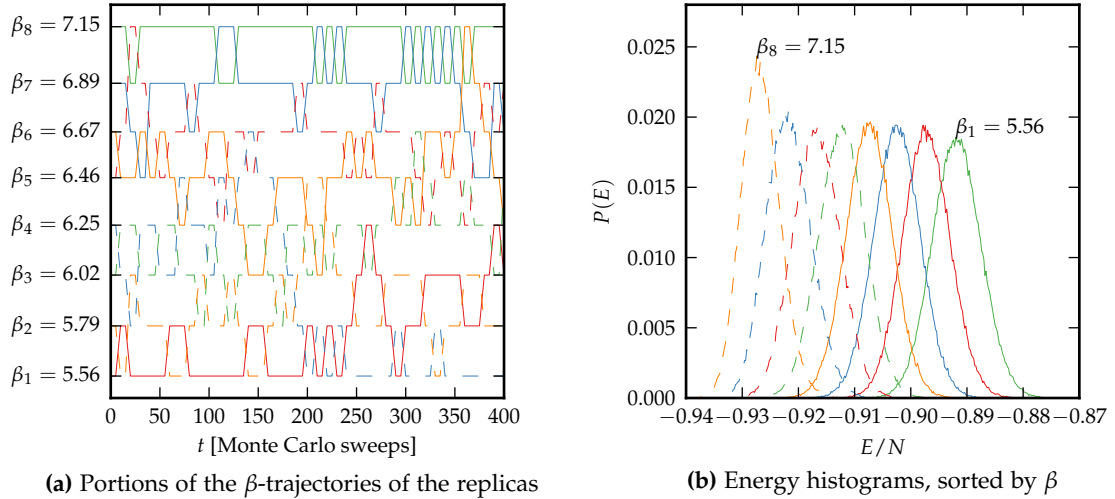 β₈ = 7.15
β₇ = 6.89
β₆ = 6.67
β₅ = 6.46
β₄ = 6.25
β₃ = 6.02
β₂ = 5.79
β₁ = 5.56
0 50 100 150 200 250 300 350 400
t [Monte Carlo sweeps]
(a) Portions of the β-trajectories of the replicas
0.025
0.020
0.015
0.010
0.005
0.000
P(E)
β₈ = 7.15
β₁ = 5.56
−0.94 −0.93 −0.92 −0.91 −0.90 −0.89 −0.88 −0.87
E/N
(b) Energy histograms, sorted by β